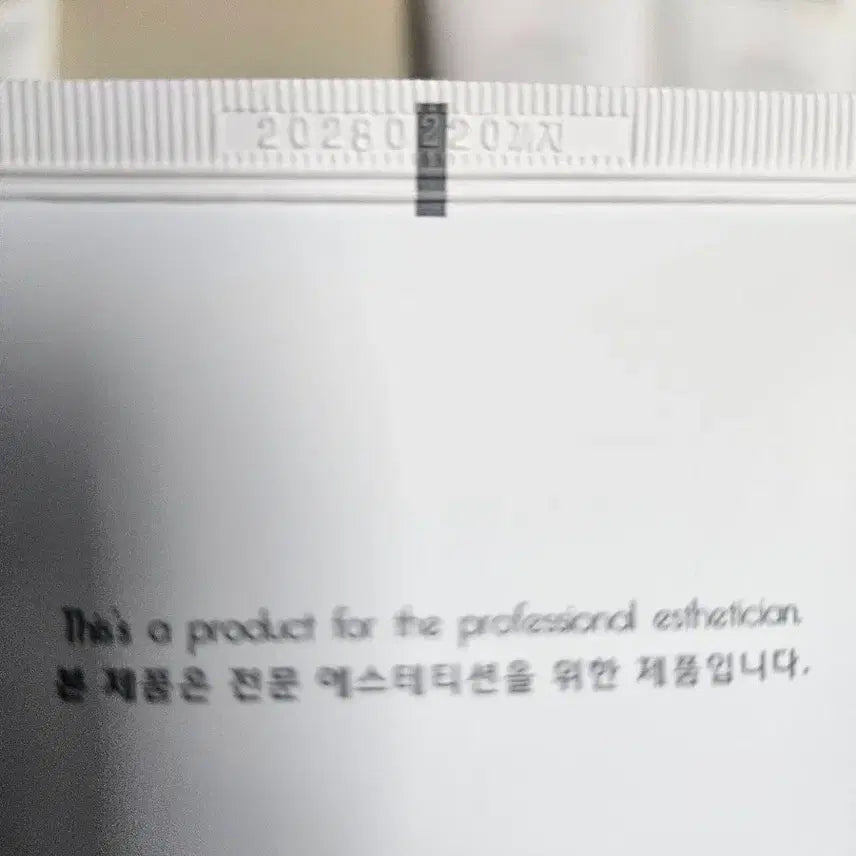 20280220까지
This's a product for the professional esthetician.
본 제품은 전문 에스테티션을 위한 제품입니다.